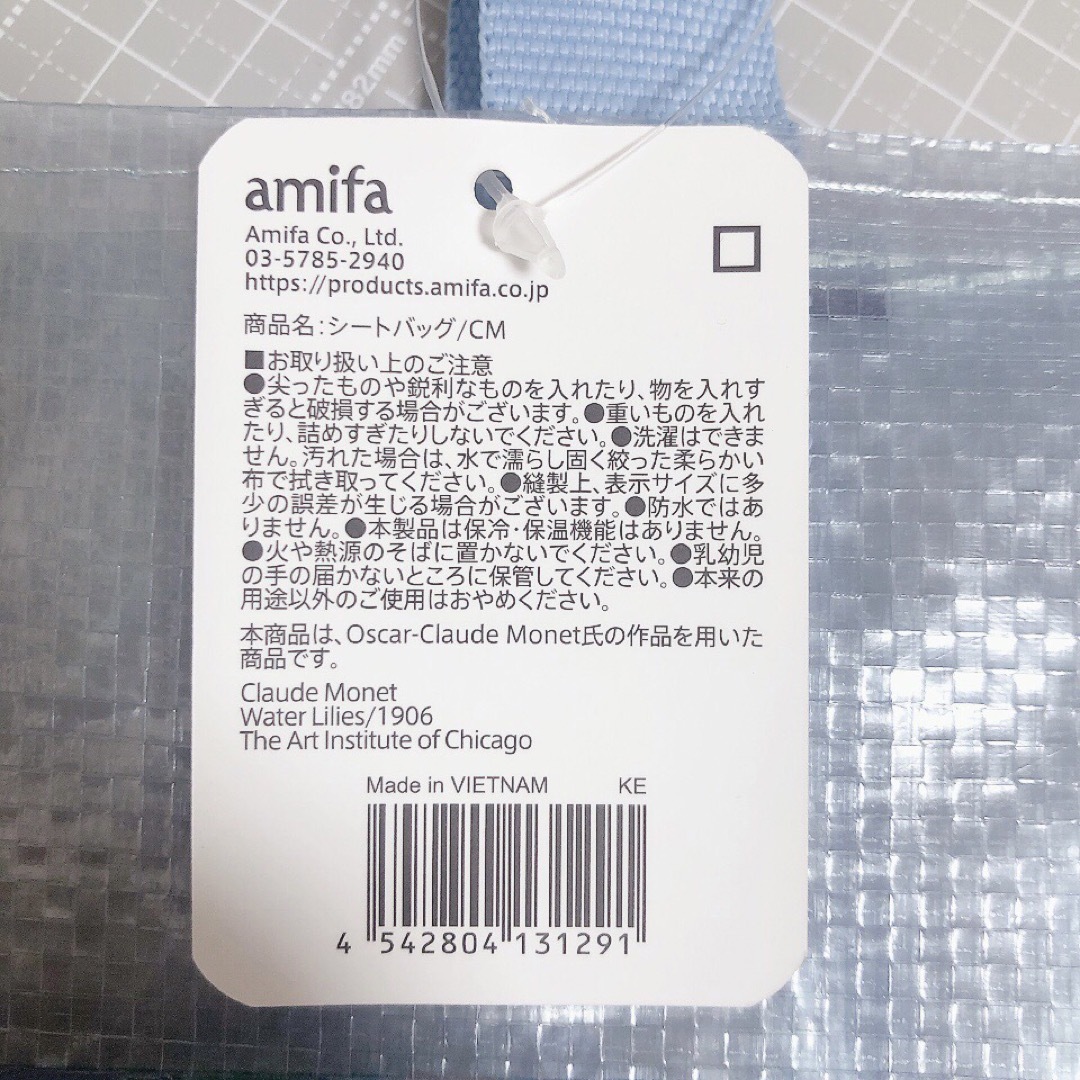 82mm
amifa
Amifa Co., Ltd.
03-5785-2940
https://products.amifa.co.jp
商品名：シートバッグ/CM
■お取り扱い上のご注意
●尖ったものや鋭利なものを入れたり、物を入れす
ぎると破損する場合がございます。●重いものを入れ
たり、詰めすぎたりしないでください。●洗濯はできま
せん。汚れた場合は、水で濡らし固く絞った柔らかい
布で拭き取ってください。●縫製上、表示サイズに多
少の誤差が生じる場合がございます。●防水ではあ
りません。●本製品は保冷・保温機能はありません。
●火や熱源のそばに置かないでください。●乳幼児
の手の届かないところに保管してください。●本来の
用途以外のご使用はおやめください。
本商品は、Oscar-Claude Monet氏の作品を用いた
商品です。
Claude Monet
Water Lilies/1906
The Art Institute of Chicago
Made in VIETNAM KE
4 542804 131291